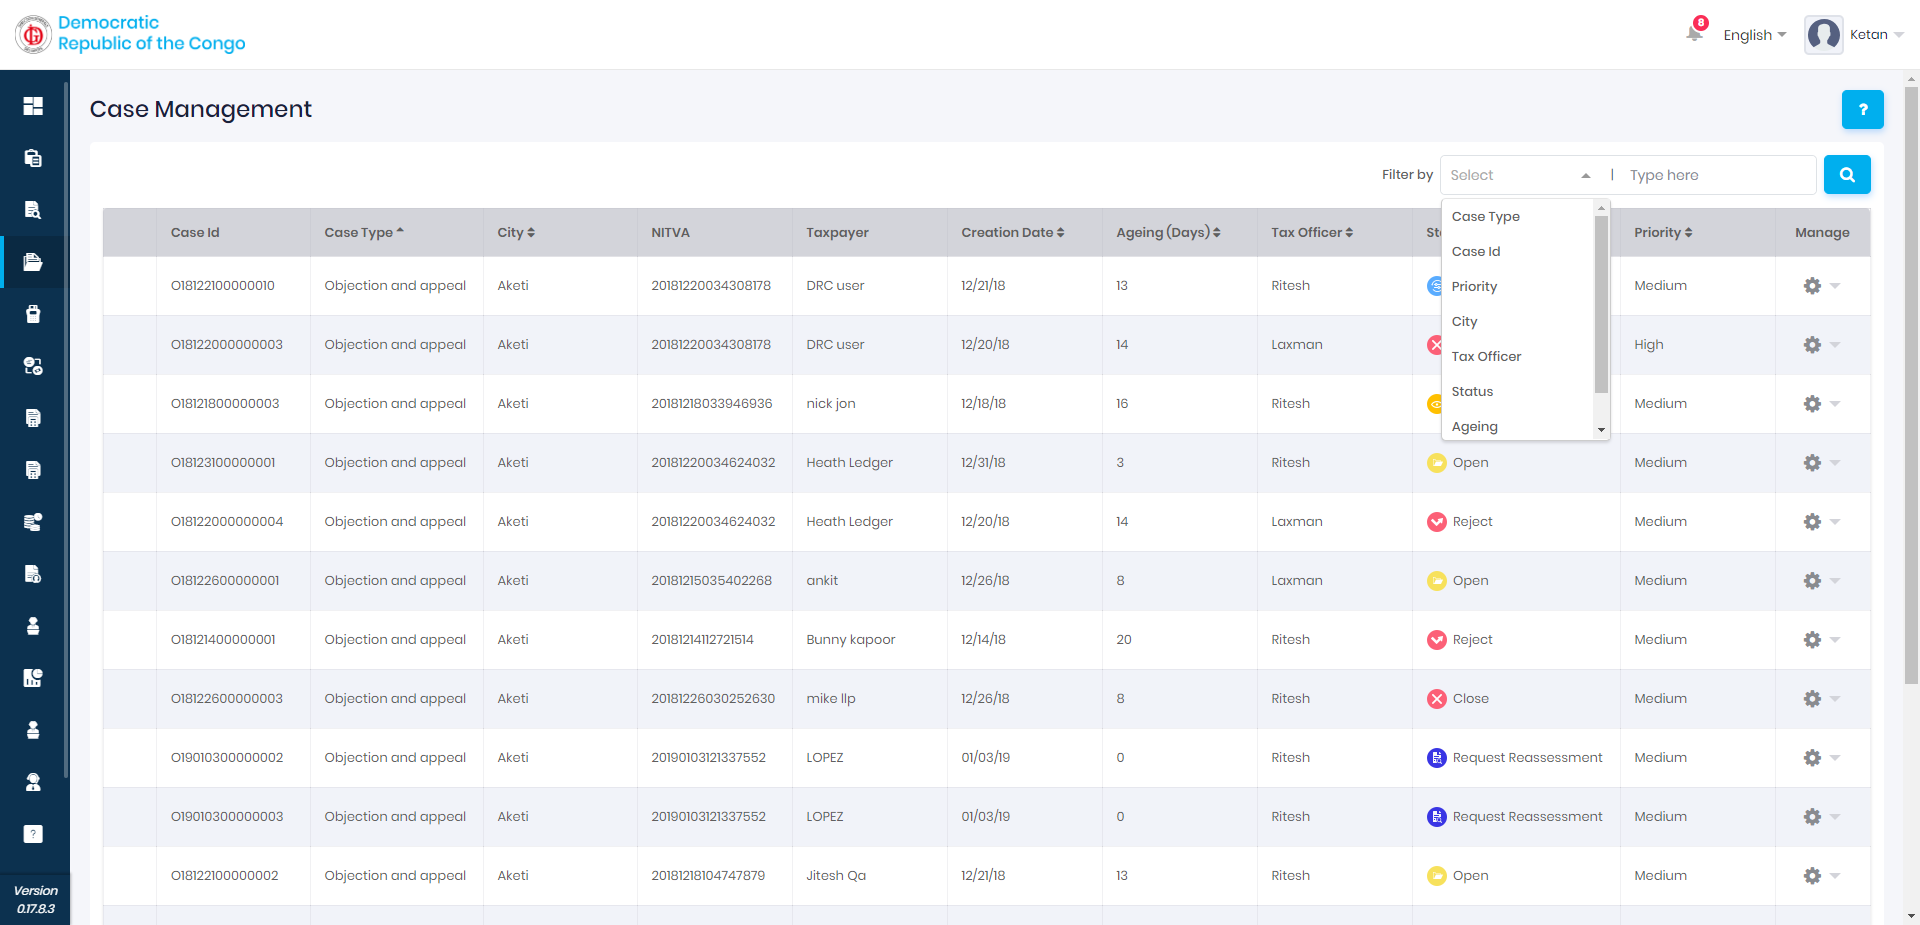 Democratic
Republic of the Congo
8
English
Ketan
Case Management
?
Filter by Select | Type here
Case Id Case Type City NITVA Taxpayer Creation Date Ageing (Days) Tax Officer St Priority Manage
O18122100000010 Objection and appeal Aketi 20181220034308178 DRC user 12/21/18 13 Ritesh Medium
O18122000000003 Objection and appeal Aketi 20181220034308178 DRC user 12/20/18 14 Laxman High
O18121800000003 Objection and appeal Aketi 20181218033946936 nick jon 12/18/18 16 Ritesh Medium
Case Type
Case Id
Priority
City
Tax Officer
Status
Ageing
O18123100000001 Objection and appeal Aketi 20181220034624032 Heath Ledger 12/31/18 3 Ritesh Open Medium
O18122000000004 Objection and appeal Aketi 20181220034624032 Heath Ledger 12/20/18 14 Laxman Reject Medium
O18122600000001 Objection and appeal Aketi 20181215035402268 ankit 12/26/18 8 Laxman Open Medium
O18121400000001 Objection and appeal Aketi 20181214112721514 Bunny kapoor 12/14/18 20 Ritesh Reject Medium
O18122600000003 Objection and appeal Aketi 20181226030252630 mike llp 12/26/18 8 Ritesh Close Medium
O19010300000002 Objection and appeal Aketi 20190103121337552 LOPEZ 01/03/19 0 Ritesh Request Reassessment Medium
O19010300000003 Objection and appeal Aketi 20190103121337552 LOPEZ 01/03/19 0 Ritesh Request Reassessment Medium
O18122100000002 Objection and appeal Aketi 20181218104747879 Jitesh Qa 12/21/18 13 Ritesh Open Medium
?
Version
0.17.8.3